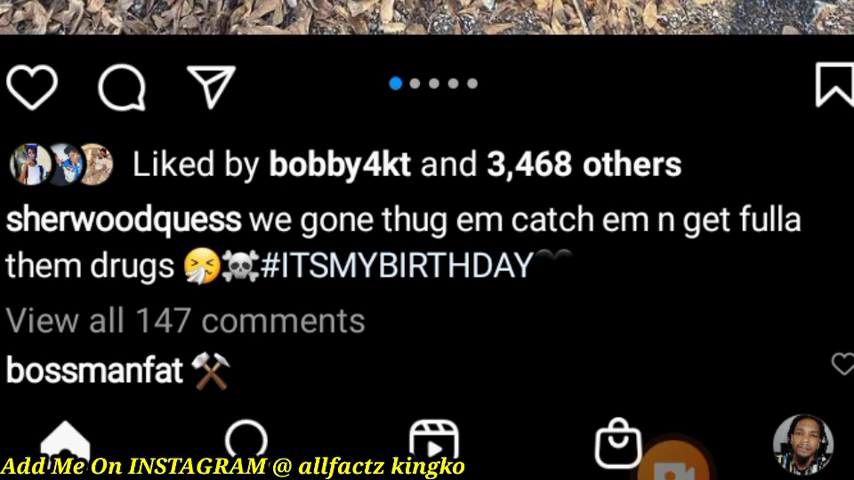 Liked by bobby4kt and 3,468 others
sherwoodquess we gone thug em catch em n get fulla
them drugs 🤧☠️#ITSMYBIRTHDAY🖤
View all 147 comments
bossmanfat ⚒️
Add Me On INSTAGRAM @ allfactz kingko